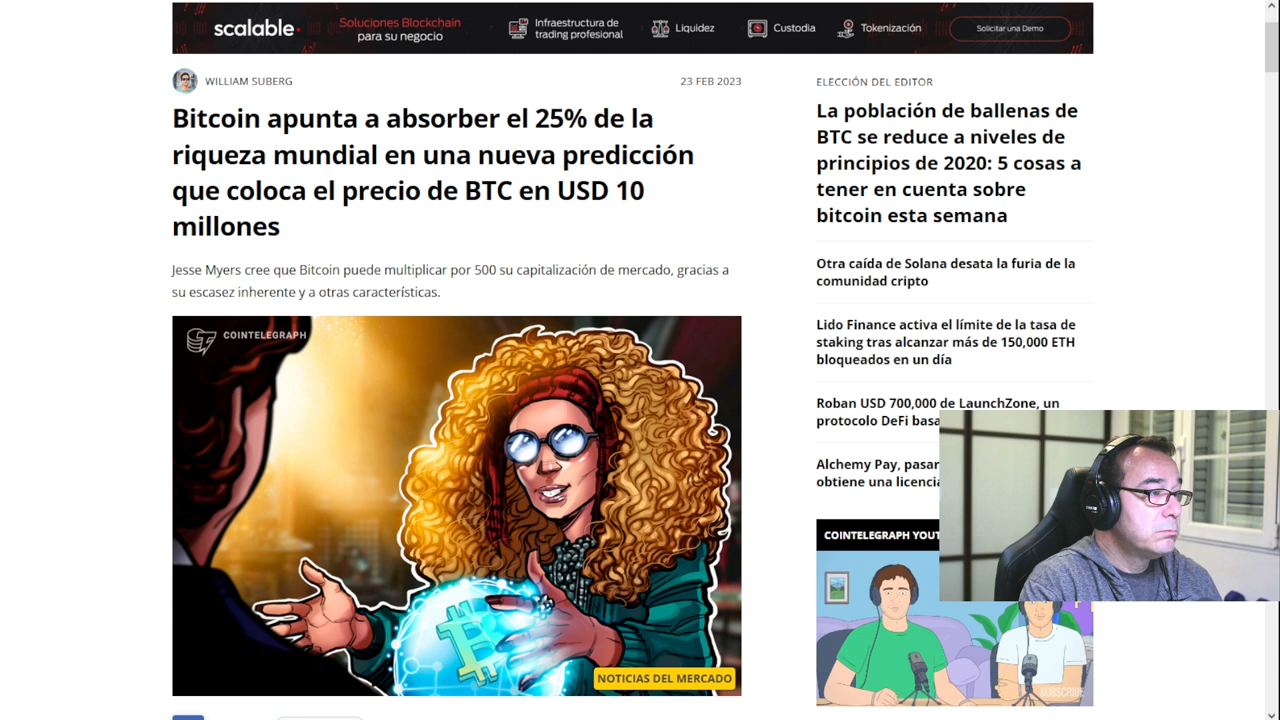 scalable.
Soluciones Blockchain
para su negocio
Infraestructura de
trading profesional
Liquidez
Custodia
Tokenización
Solicitar una Demo
WILLIAM SUBERG
23 FEB 2023
Bitcoin apunta a absorber el 25% de la
riqueza mundial en una nueva predicción
que coloca el precio de BTC en USD 10
millones
Jesse Myers cree que Bitcoin puede multiplicar por 500 su capitalización de mercado, gracias a
su escasez inherente y a otras características.
COINTELEGRAPH
NOTICIAS DEL MERCADO
ELECCIÓN DEL EDITOR
La población de ballenas de
BTC se reduce a niveles de
principios de 2020: 5 cosas a
tener en cuenta sobre
bitcoin esta semana
Otra caída de Solana desata la furia de la
comunidad cripto
Lido Finance activa el límite de la tasa de
staking tras alcanzar más de 150,000 ETH
bloqueados en un día
Roban USD 700,000 de LaunchZone, un
protocolo DeFi basa
Alchemy Pay, pasar
obtiene una licencia
COINTELEGRAPH YOUT
SUBSCRIBE